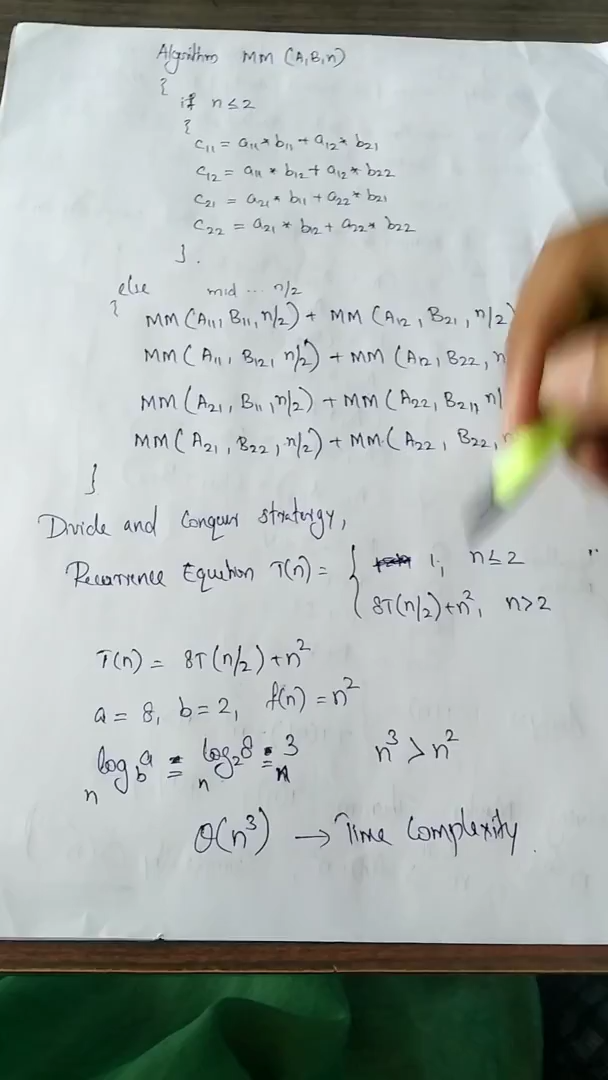 Algorithm MM (A,B,n)
{
if n ≤ 2
{
c₁₁ = a₁₁ * b₁₁ + a₁₂ * b₂₁
c₁₂ = a₁₁ * b₁₂ + a₁₂ * b₂₂
c₂₁ = a₂₁ * b₁₁ + a₂₂ * b₂₁
c₂₂ = a₂₁ * b₁₂ + a₂₂ * b₂₂
}.
else mid ... n/2
{
MM (A₁₁, B₁₁, n/2) + MM (A₁₂, B₂₁, n/2)
MM (A₁₁, B₁₂, n/2) + MM (A₁₂, B₂₂, n
MM (A₂₁, B₁₁, n/2) + MM (A₂₂, B₂₁, n/
MM (A₂₁, B₂₂, n/2) + MM (A₂₂, B₂₂, n
}
Divide and Conquer stratergy,
Recurrence Equation T(n) = { 1, n ≤ 2
8T(n/2) + n², n > 2
T(n) = 8T(n/2) + n²
a = 8, b = 2, f(n) = n²
n^(log_b a) = n^(log₂8) = n³ n³ > n²
θ(n³) → Time Complexity.